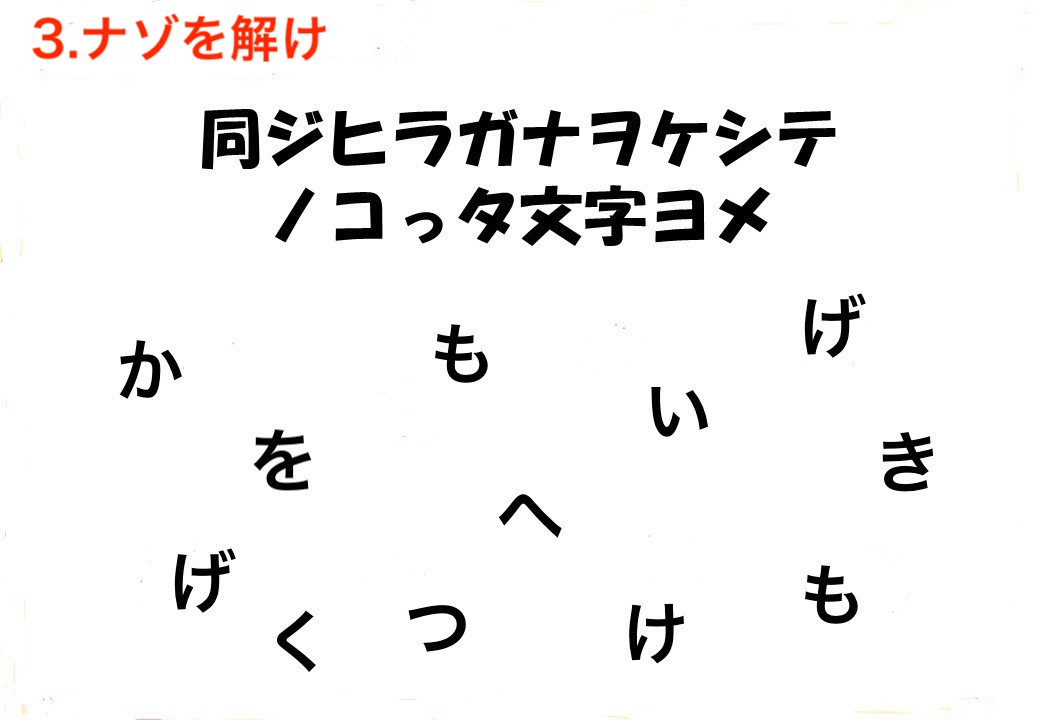 3.ナゾを解け
同ジヒラガナヲケシテ
ノコっタ文字ヨメ
か も げ
い
を き
へ
げ も
く つ け